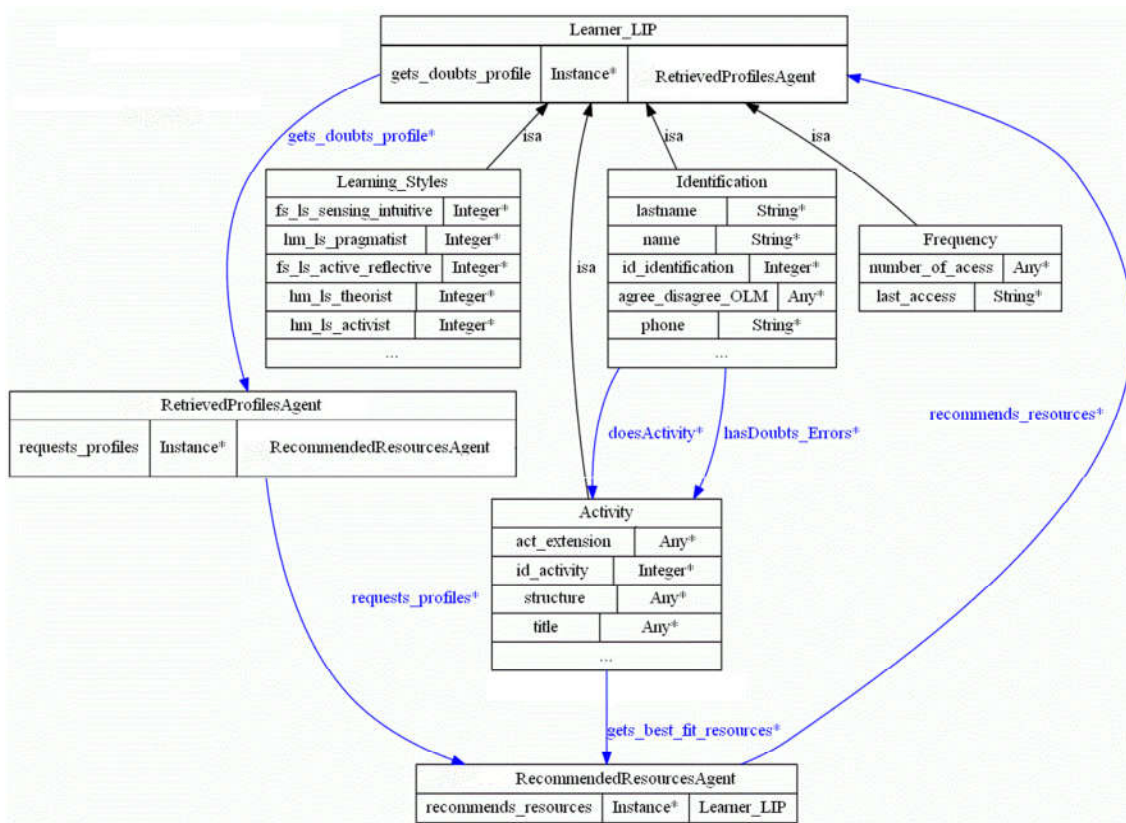 Learner_LIP
gets_doubts_profile Instance* RetrievedProfilesAgent
gets_doubts_profile*
isa
isa
isa
isa
Learning_Styles
fs_ls_sensing_intuitive Integer*
hm_ls_pragmatist Integer*
fs_ls_active_reflective Integer*
hm_ls_theorist Integer*
hm_ls_activist Integer*
...
Identification
lastname String*
name String*
id_identification Integer*
agree_disagree_OLM Any*
phone String*
...
Frequency
number_of_acess Any*
last_access String*
RetrievedProfilesAgent
requests_profiles Instance* RecommendedResourcesAgent
doesActivity*
hasDoubts_Errors*
recommends_resources*
Activity
act_extension Any*
id_activity Integer*
structure Any*
title Any*
...
requests_profiles*
gets_best_fit_resources*
RecommendedResourcesAgent
recommends_resources Instance* Learner_LIP